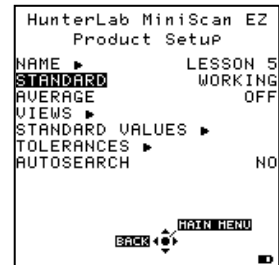 HunterLab MiniScan EZ
Product Setup
NAME ► LESSON 5
STANDARD WORKING
AVERAGE OFF
VIEWS ►
STANDARD VALUES ►
TOLERANCES ►
AUTOSEARCH NO
MAIN MENU
BACK